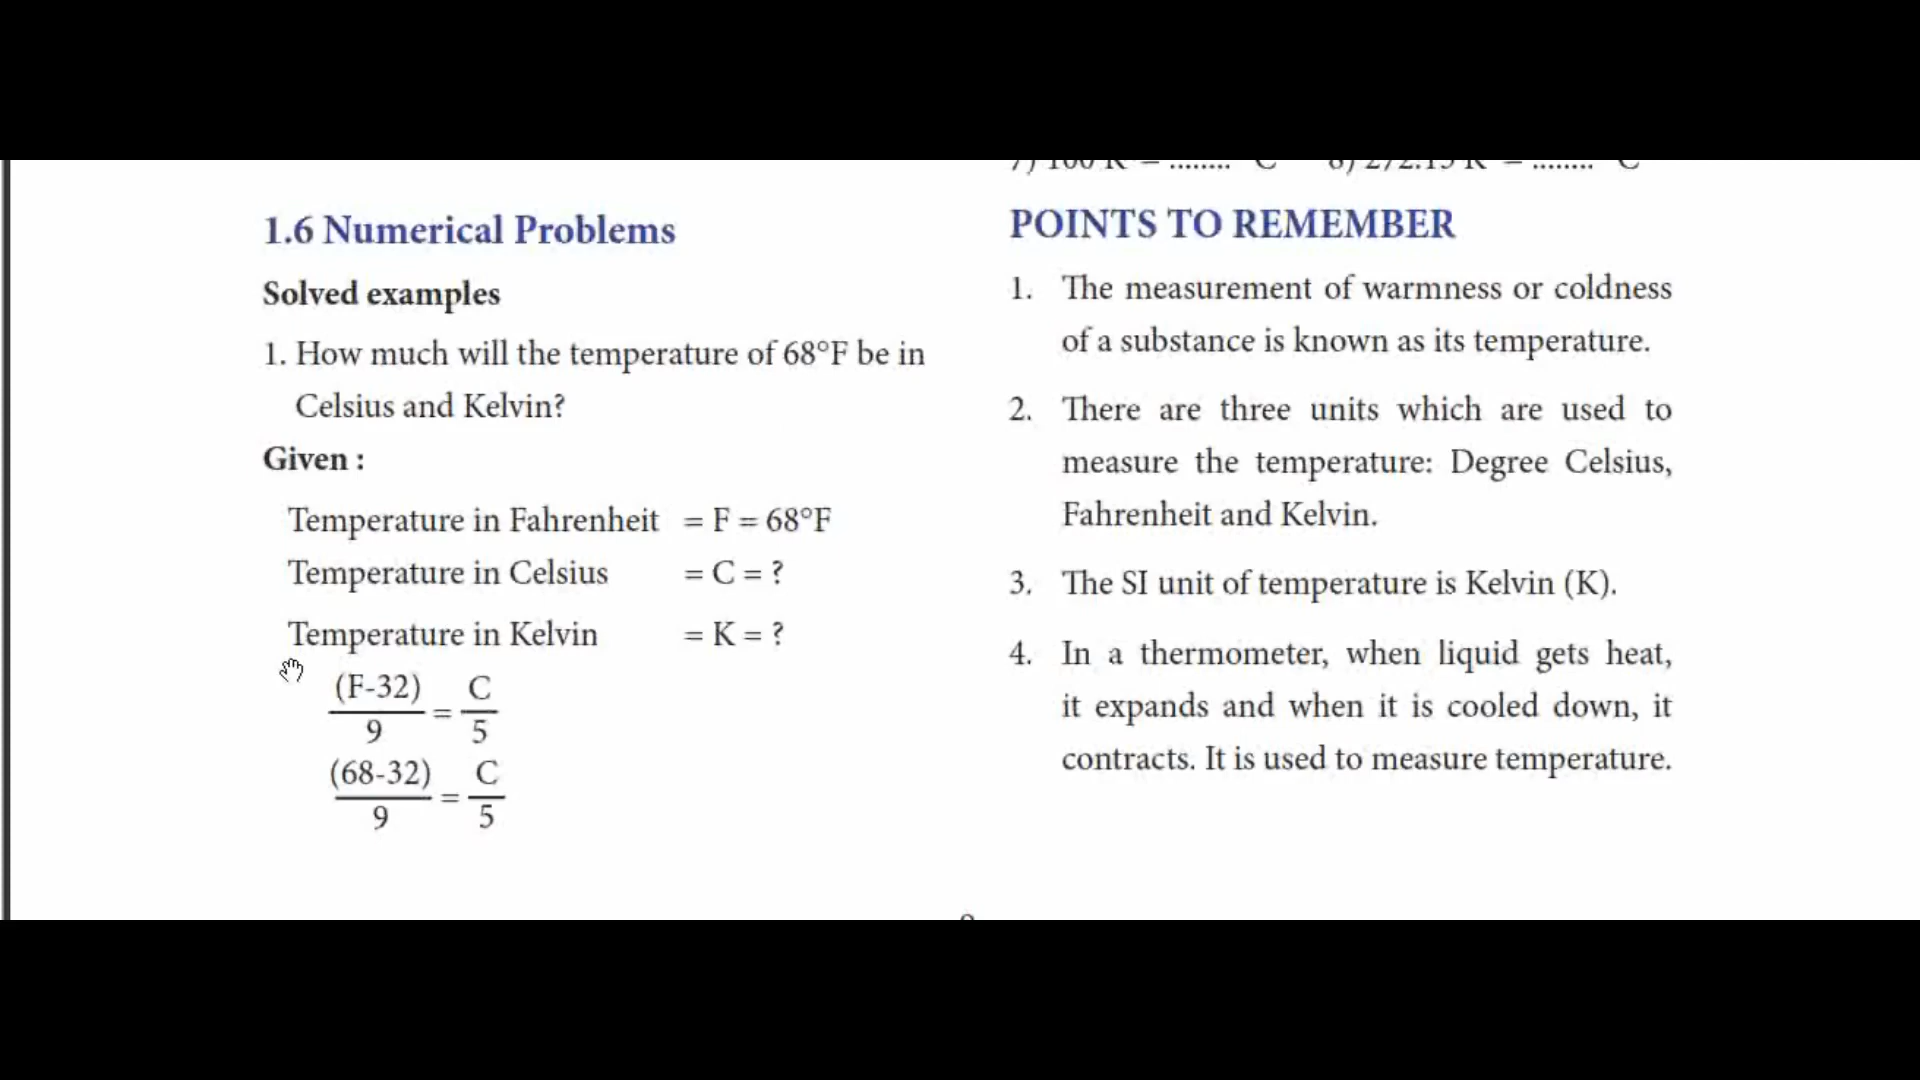 1.6 Numerical Problems
Solved examples
1. How much will the temperature of 68°F be in
Celsius and Kelvin?
Given :
Temperature in Fahrenheit = F = 68°F
Temperature in Celsius = C = ?
Temperature in Kelvin = K = ?
(F-32)/9 = C/5
(68-32)/9 = C/5
7) 100 K = ........ °C 8) 272.15 K = ........ °C
POINTS TO REMEMBER
1. The measurement of warmness or coldness
of a substance is known as its temperature.
2. There are three units which are used to
measure the temperature: Degree Celsius,
Fahrenheit and Kelvin.
3. The SI unit of temperature is Kelvin (K).
4. In a thermometer, when liquid gets heat,
it expands and when it is cooled down, it
contracts. It is used to measure temperature.